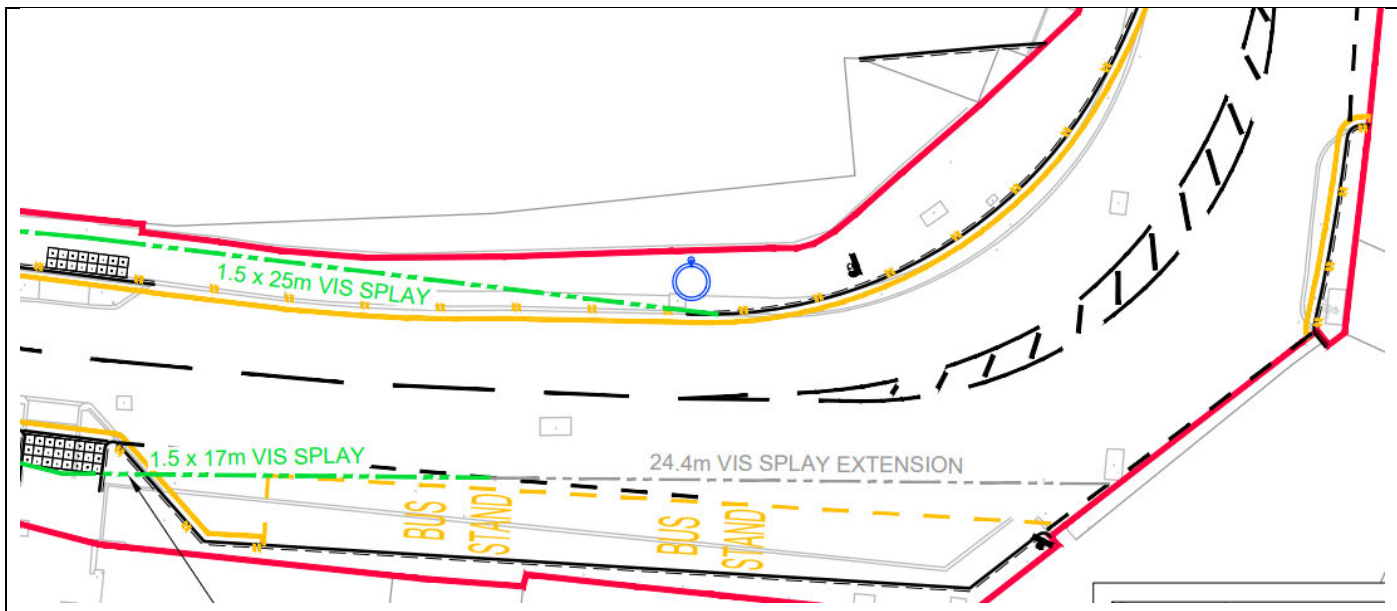 1.5 x 25m VIS SPLAY
1.5 x 17m VIS SPLAY
24.4m VIS SPLAY EXTENSION
BUS
STAND
BUS
STAND